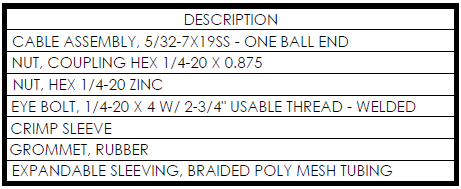 DESCRIPTION
CABLE ASSEMBLY, 5/32-7X19SS - ONE BALL END
NUT, COUPLING HEX 1/4-20 X 0.875
NUT, HEX 1/4-20 ZINC
EYE BOLT, 1/4-20 X 4 W/ 2-3/4" USABLE THREAD - WELDED
CRIMP SLEEVE
GROMMET, RUBBER
EXPANDABLE SLEEVING, BRAIDED POLY MESH TUBING